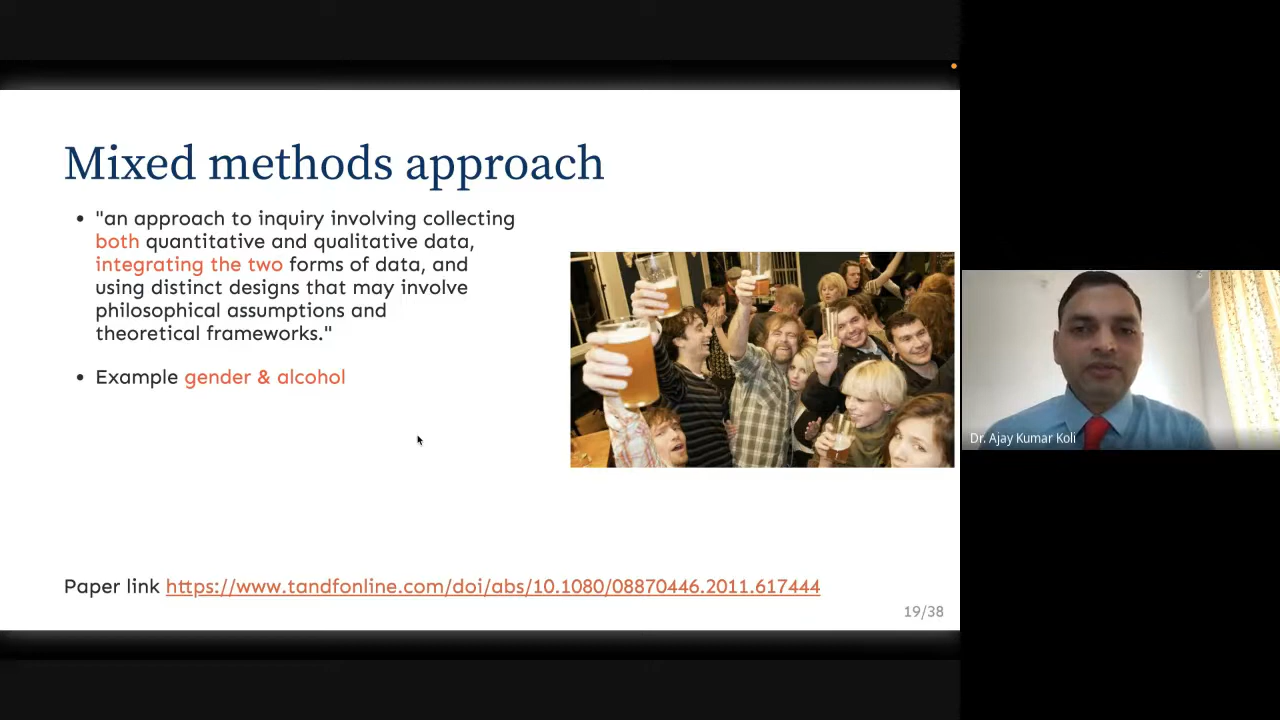 Mixed methods approach
• "an approach to inquiry involving collecting
both quantitative and qualitative data,
integrating the two forms of data, and
using distinct designs that may involve
philosophical assumptions and
theoretical frameworks."
• Example gender & alcohol
Paper link https://www.tandfonline.com/doi/abs/10.1080/08870446.2011.617444
19/38
Dr. Ajay Kumar Koli